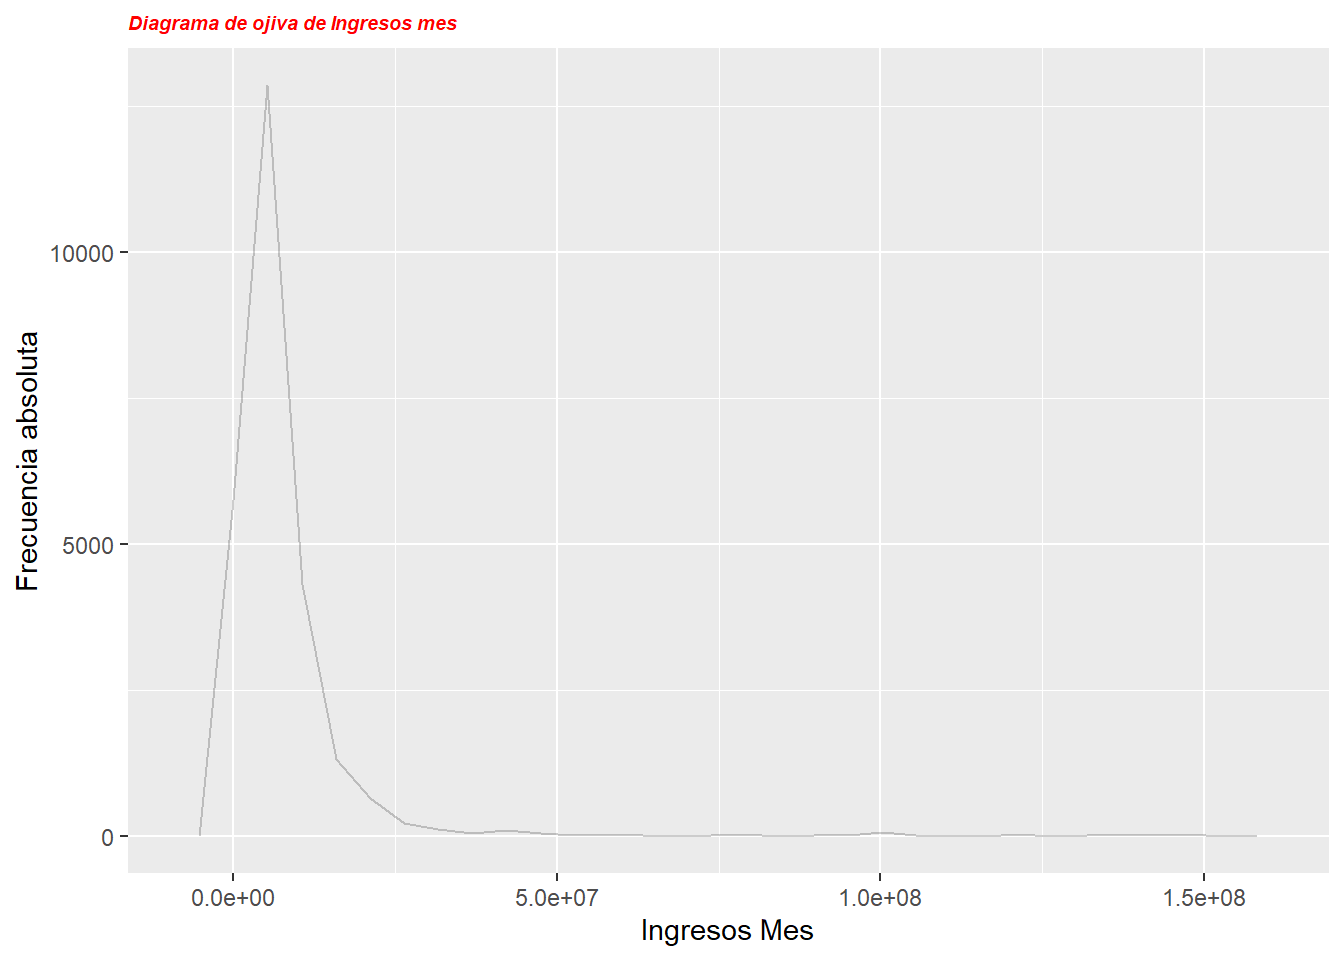 Diagrama de ojiva de Ingresos mes
Frecuencia absoluta
10000
5000
0
0.0e+00
5.0e+07
1.0e+08
1.5e+08
Ingresos Mes